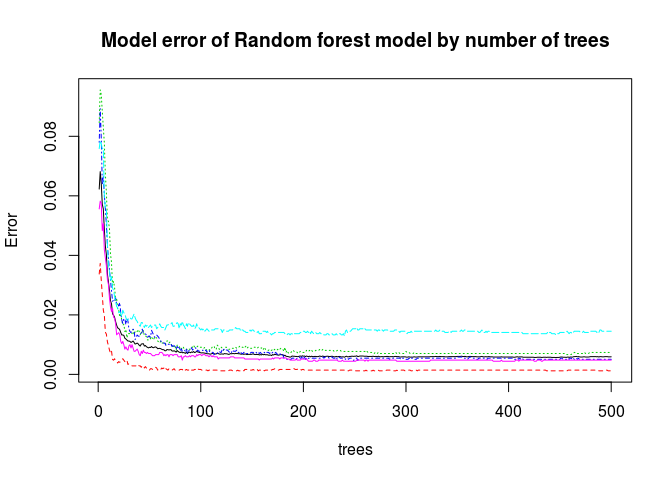 Model error of Random forest model by number of trees
Error
0.08
0.06
0.04
0.02
0.00
0 100 200 300 400 500
trees